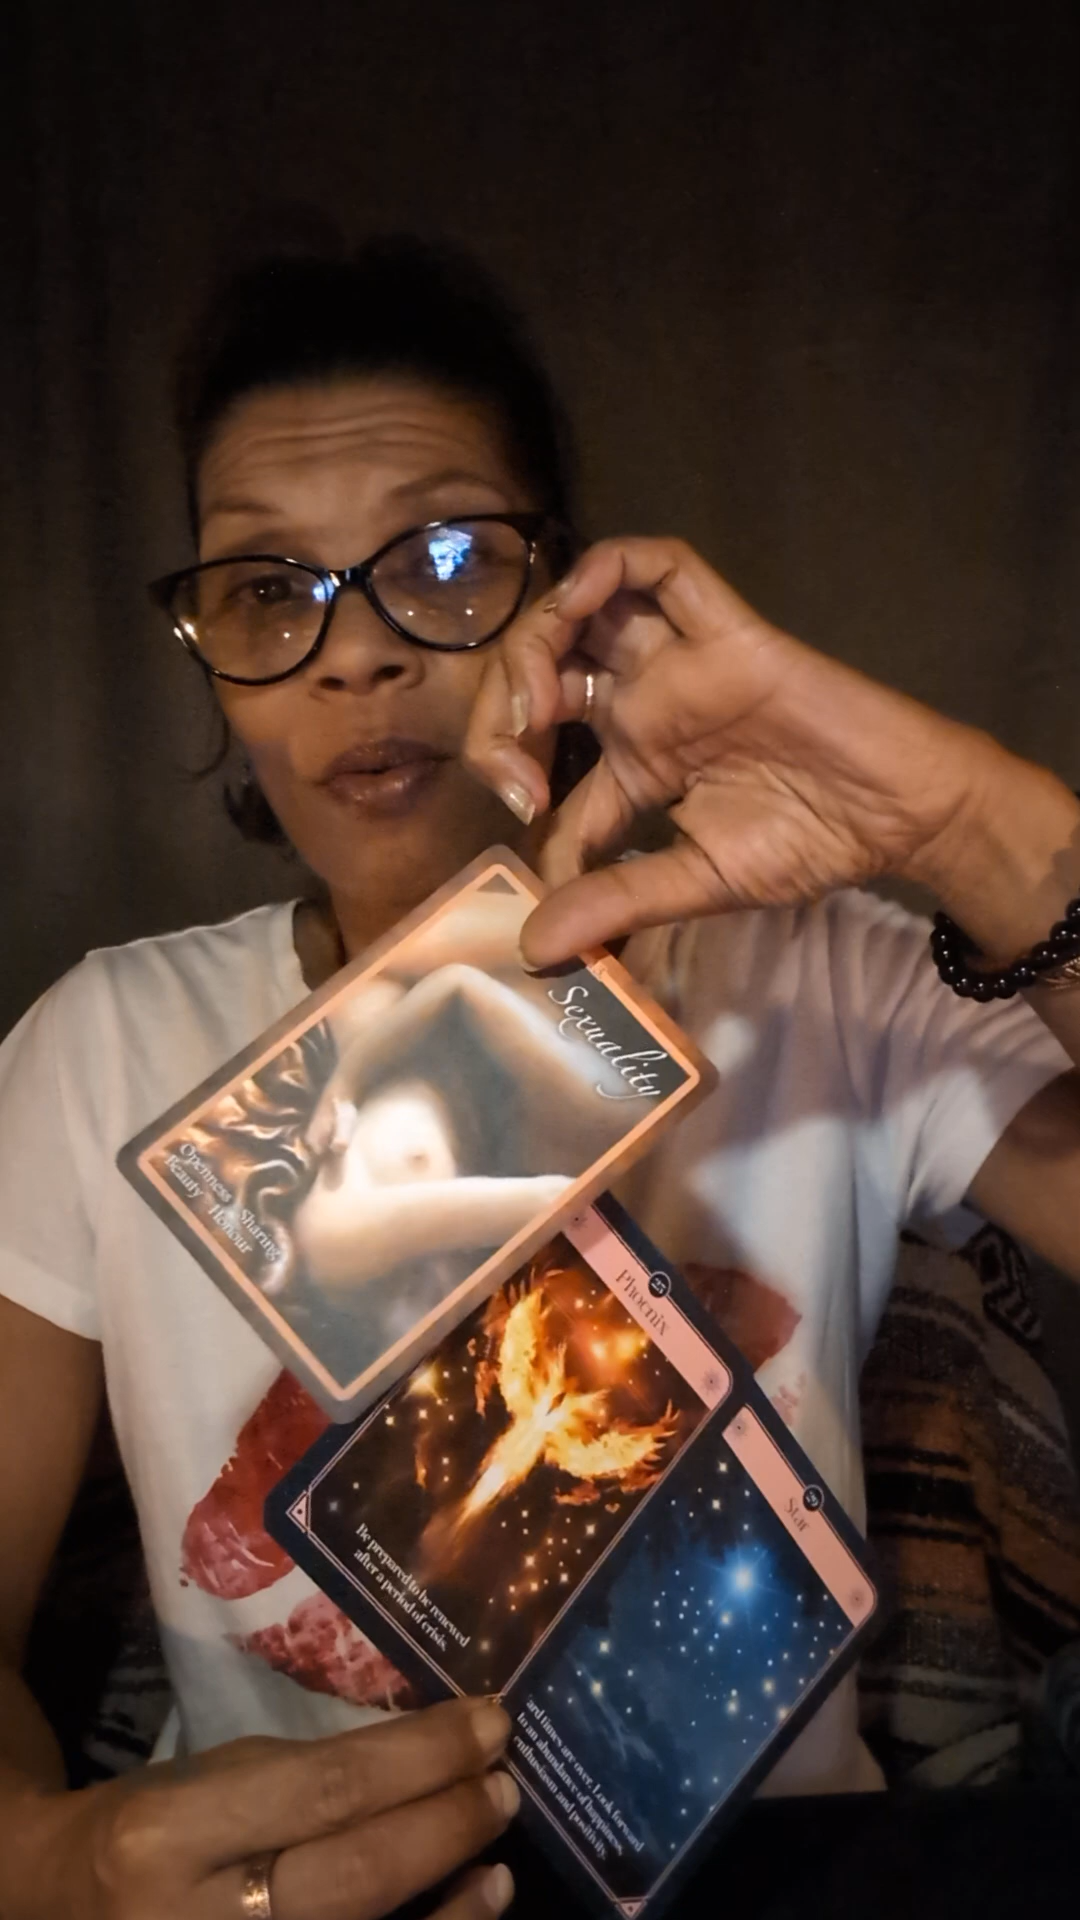 Sexuality
Openness Sharing
Beauty Honour
25
Phoenix
Be prepared to be renewed
after a period of crisis.
Star
times are over. Look forward
to an abundance of happiness,
enthusiasm and positivity.